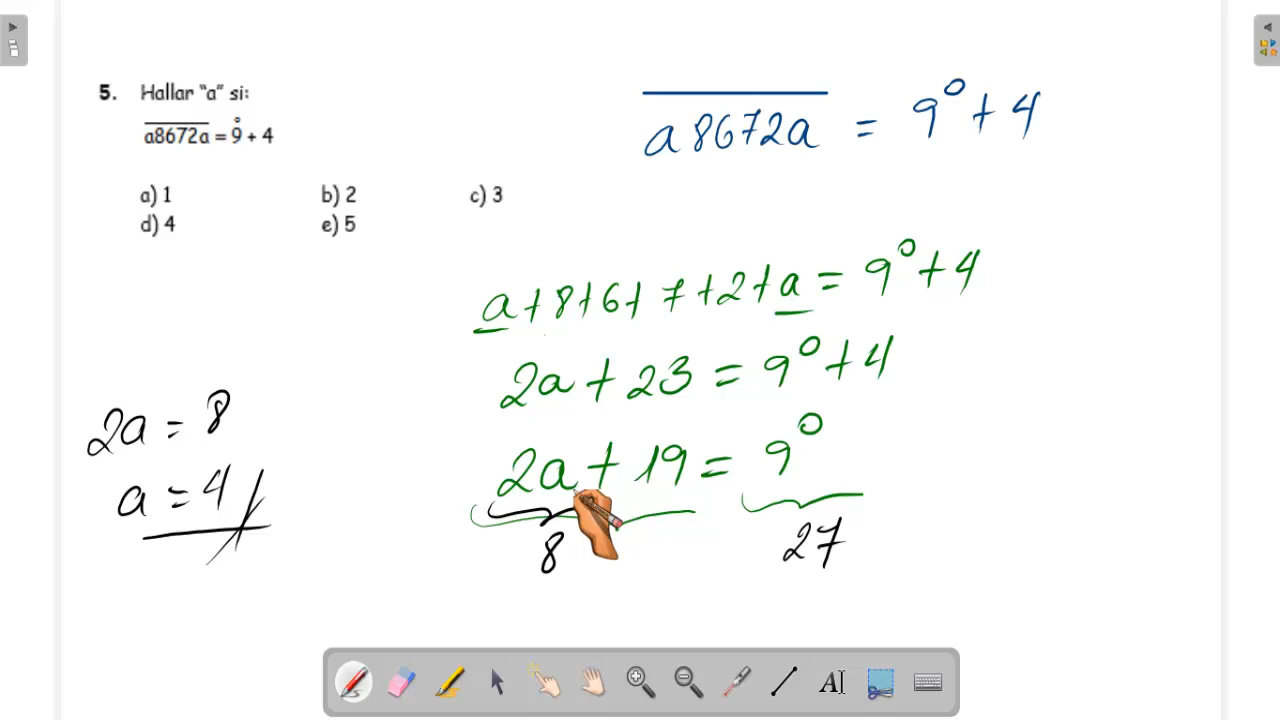 5. Hallar "a" si:
a8672a = 9̊ + 4
a) 1 b) 2 c) 3
d) 4 e) 5
a8672a = 9° + 4
a+8+6+7+2+a = 9° + 4
2a + 23 = 9° + 4
2a + 19 = 9°
8 27
2a = 8
a = 4
AI